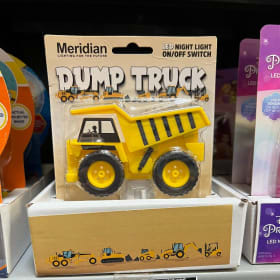 Meridian
LIGHTING FOR THE FUTURE
LED NIGHT LIGHT
ON/OFF SWITCH
DUMP TRUCK